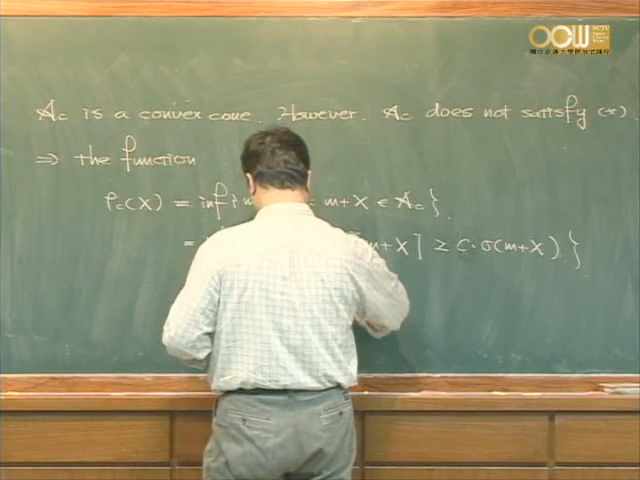 OCW
𝒜c is a convex cone. However, 𝒜c does not satisfy (*).
⇒ the function
ρc(X) = inf{ m+X ∈ 𝒜c}.
= m+X] ≥ c·σ(m+X)}